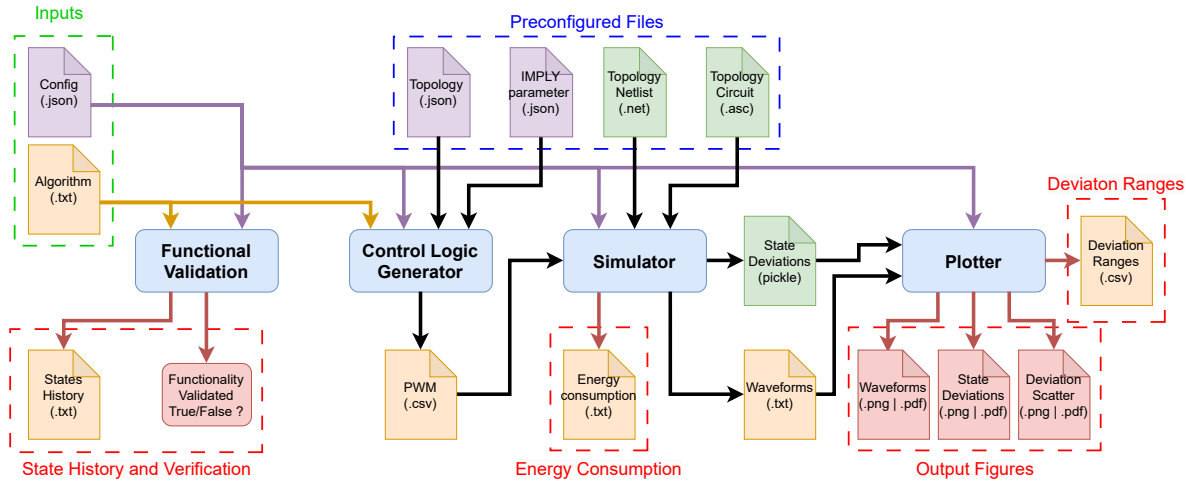 Inputs
Preconfigured Files
Config
(.json)
Topology
(.json)
IMPLY
parameter
(.json)
Topology
Netlist
(.net)
Topology
Circuit
(.asc)
Algorithm
(.txt)
Deviaton Ranges
Functional
Validation
Control Logic
Generator
Simulator
State
Deviations
(pickle)
Plotter
Deviation
Ranges
(.csv)
States
History
(.txt)
Functionality
Validated
True/False ?
PWM
(.csv)
Energy
consumption
(.txt)
Waveforms
(.txt)
Waveforms
(.png | .pdf)
State
Deviations
(.png | .pdf)
Deviation
Scatter
(.png | .pdf)
State History and Verification
Energy Consumption
Output Figures